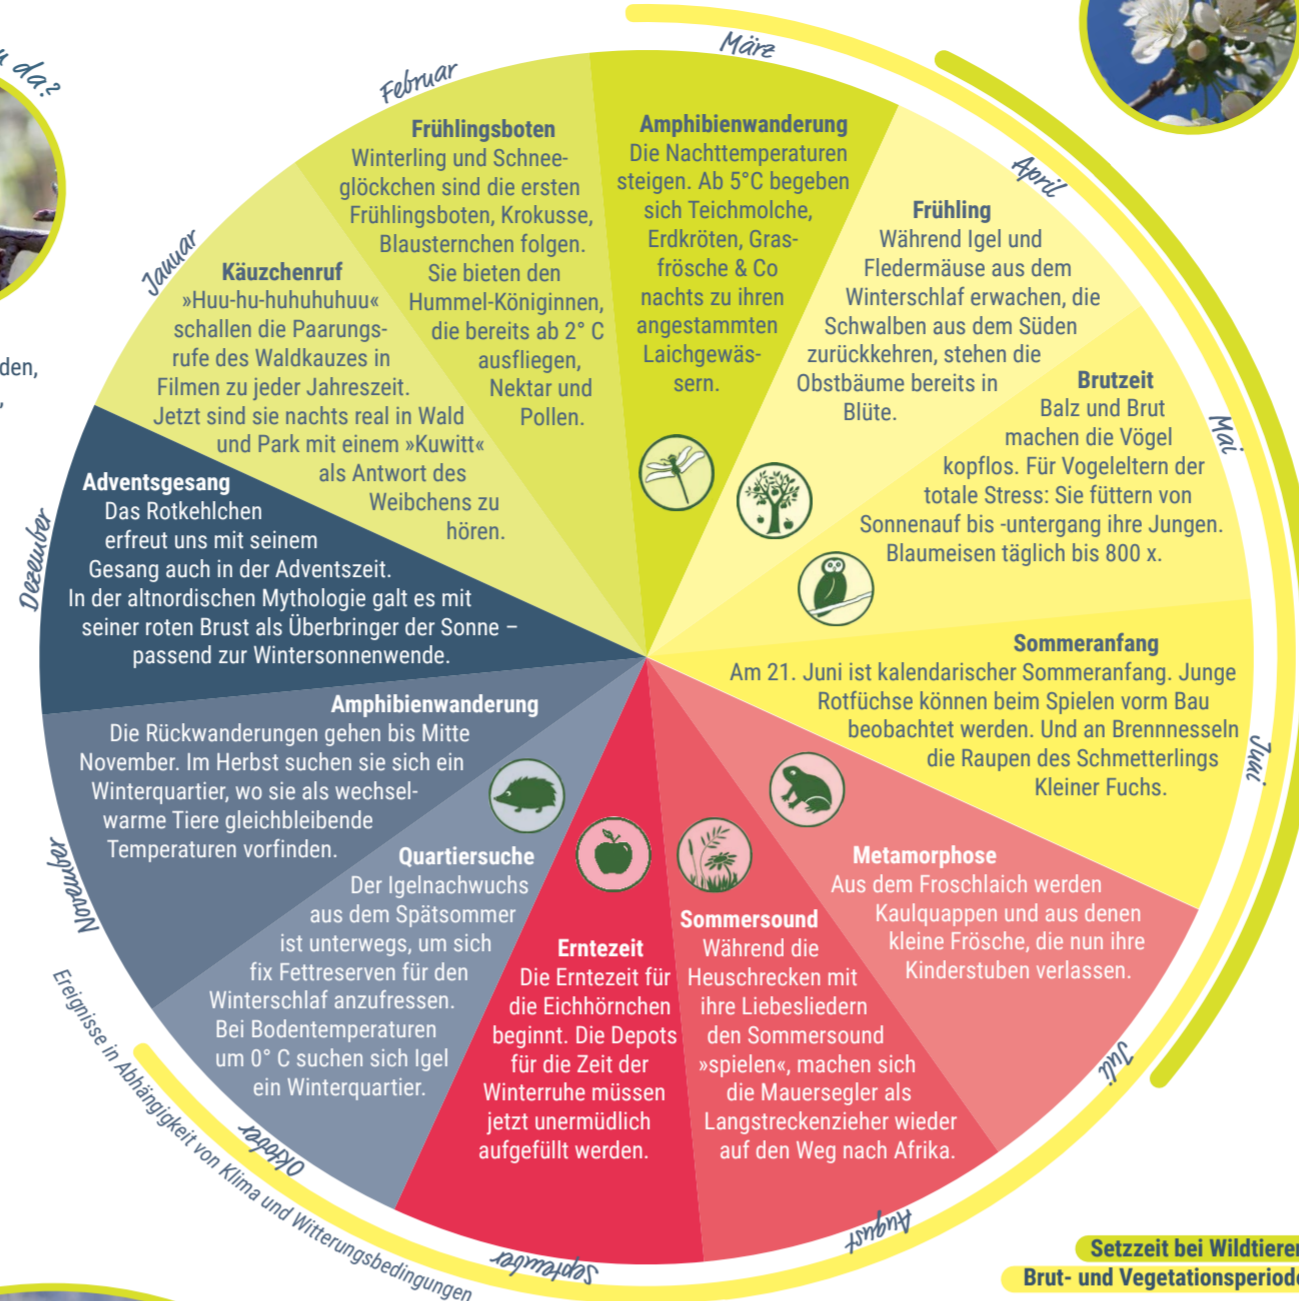 da?
den,
Januar
Käuzchenruf
»Huu-hu-huhuhuhuu«
schallen die Paarungs-
rufe des Waldkauzes in
Filmen zu jeder Jahreszeit.
Jetzt sind sie nachts real in Wald
und Park mit einem »Kuwitt«
als Antwort des
Weibchens zu
hören.
Februar
Frühlingsboten
Winterling und Schnee-
glöckchen sind die ersten
Frühlingsboten, Krokusse,
Blausternchen folgen.
Sie bieten den
Hummel-Königinnen,
die bereits ab 2° C
ausfliegen,
Nektar und
Pollen.
März
Amphibienwanderung
Die Nachttemperaturen
steigen. Ab 5°C begeben
sich Teichmolche,
Erdkröten, Gras-
frösche & Co
nachts zu ihren
angestammten
Laichgewäs-
sern.
April
Frühling
Während Igel und
Fledermäuse aus dem
Winterschlaf erwachen, die
Schwalben aus dem Süden
zurückkehren, stehen die
Obstbäume bereits in
Blüte.
Mai
Brutzeit
Balz und Brut
machen die Vögel
kopflos. Für Vogeleltern der
totale Stress: Sie füttern von
Sonnenauf bis -untergang ihre Jungen.
Blaumeisen täglich bis 800 x.
Juni
Sommeranfang
Am 21. Juni ist kalendarischer Sommeranfang. Junge
Rotfüchse können beim Spielen vorm Bau
beobachtet werden. Und an Brennnesseln
die Raupen des Schmetterlings
Kleiner Fuchs.
Juli
Metamorphose
Aus dem Froschlaich werden
Kaulquappen und aus denen
kleine Frösche, die nun ihre
Kinderstuben verlassen.
August
Sommersound
Während die
Heuschrecken mit
ihre Liebesliedern
den Sommersound
»spielen«, machen sich
die Mauersegler als
Langstreckenzieher wieder
auf den Weg nach Afrika.
September
Erntezeit
Die Erntezeit für
die Eichhörnchen
beginnt. Die Depots
für die Zeit der
Winterruhe müssen
jetzt unermüdlich
aufgefüllt werden.
Oktober
Quartiersuche
Der Igelnachwuchs
aus dem Spätsommer
ist unterwegs, um sich
fix Fettreserven für den
Winterschlaf anzufressen.
Bei Bodentemperaturen
um 0° C suchen sich Igel
ein Winterquartier.
November
Amphibienwanderung
Die Rückwanderungen gehen bis Mitte
November. Im Herbst suchen sie sich ein
Winterquartier, wo sie als wechsel-
warme Tiere gleichbleibende
Temperaturen vorfinden.
Dezember
Adventsgesang
Das Rotkehlchen
erfreut uns mit seinem
Gesang auch in der Adventszeit.
In der altnordischen Mythologie galt es mit
seiner roten Brust als Überbringer der Sonne –
passend zur Wintersonnenwende.
Ereignisse in Abhängigkeit von Klima und Witterungsbedingungen
Setzzeit bei Wildtieren
Brut- und Vegetationsperiode